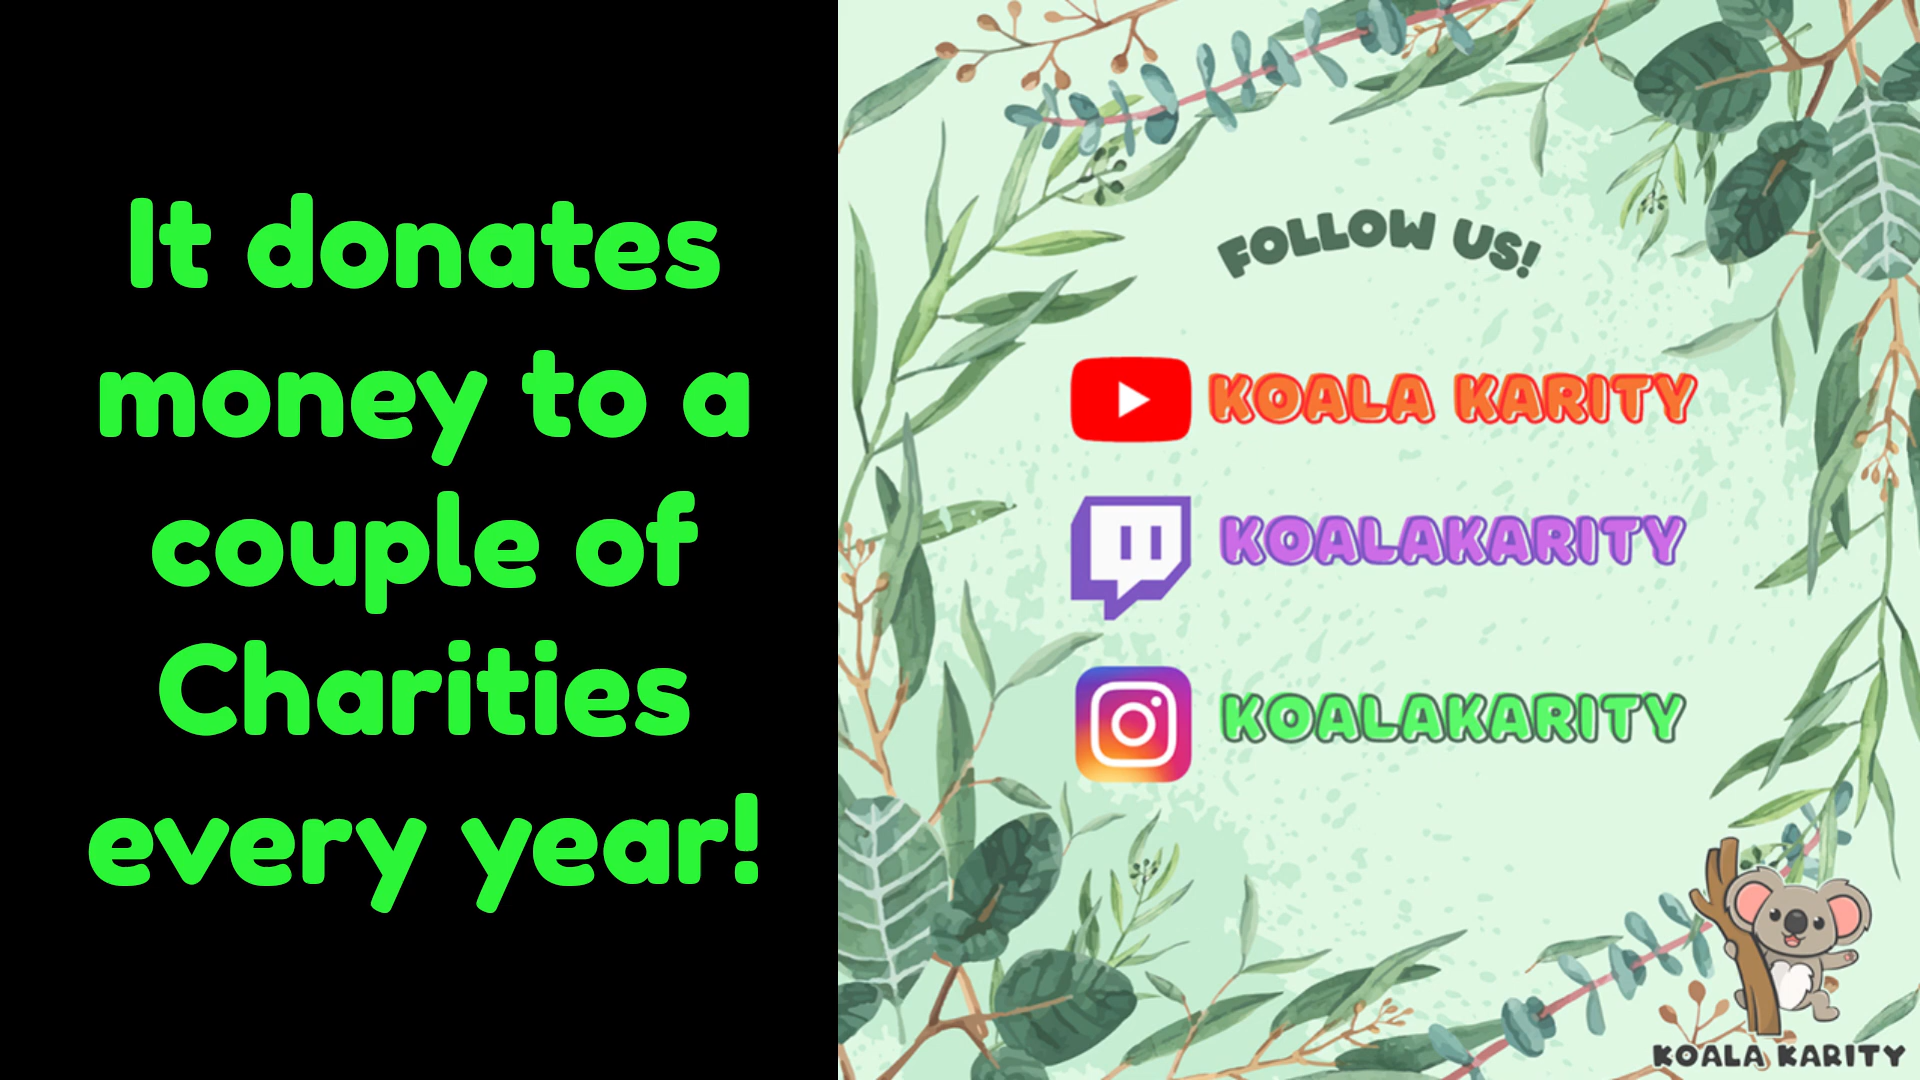 It donates
money to a
couple of
Charities
every year!
FOLLOW US!
KOALA KARITY
KOALAKARITY
KOALAKARITY
KOALA KARITY